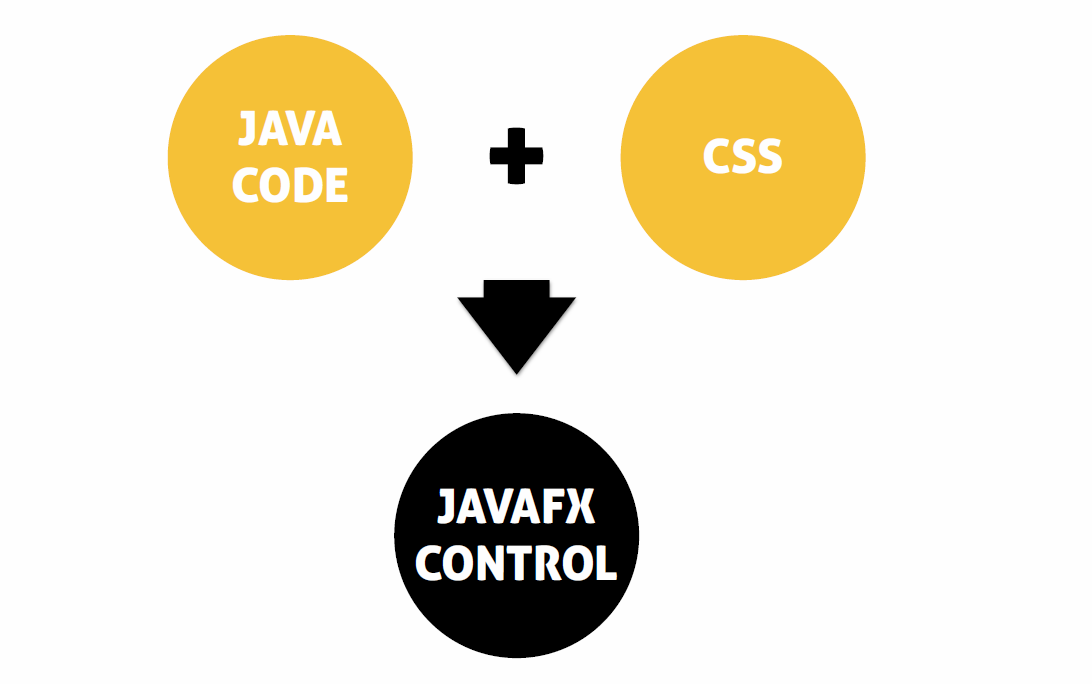 JAVA
CODE
+
CSS
JAVAFX
CONTROL